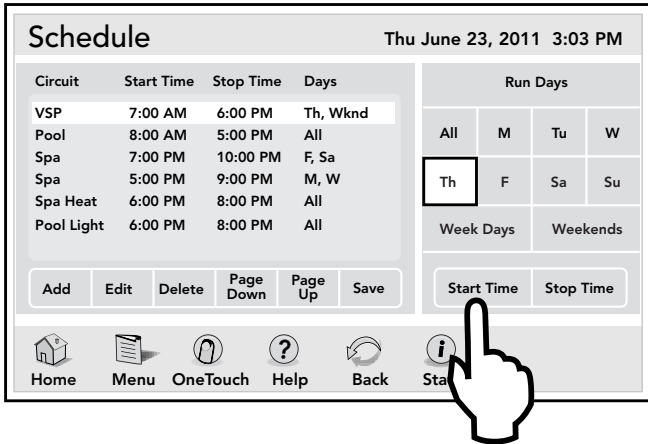 Schedule
Thu June 23, 2011 3:03 PM
Circuit Start Time Stop Time Days
VSP 7:00 AM 6:00 PM Th, Wknd
Pool 8:00 AM 5:00 PM All
Spa 7:00 PM 10:00 PM F, Sa
Spa 5:00 PM 9:00 PM M, W
Spa Heat 6:00 PM 8:00 PM All
Pool Light 6:00 PM 8:00 PM All
Add Edit Delete Page Down Page Up Save
Run Days
All M Tu W
Th F Sa Su
Week Days Weekends
Start Time Stop Time
Home Menu OneTouch Help Back